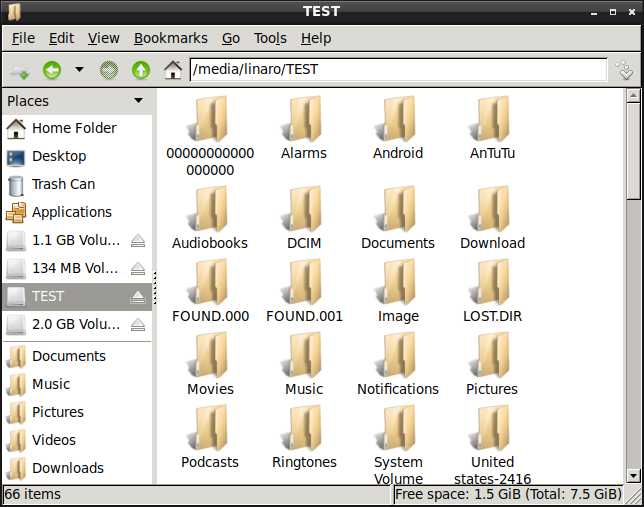 TEST
File Edit View Bookmarks Go Tools Help
/media/linaro/TEST
Places
Home Folder
Desktop
Trash Can
Applications
1.1 GB Volu...
134 MB Vol...
TEST
2.0 GB Volu...
Documents
Music
Pictures
Videos
Downloads
00000000000
000000
Alarms
Android
AnTuTu
Audiobooks
DCIM
Documents
Download
FOUND.000
FOUND.001
Image
LOST.DIR
Movies
Music
Notifications
Pictures
Podcasts
Ringtones
System
Volume
United
states-2416
66 items
Free space: 1.5 GiB (Total: 7.5 GiB)